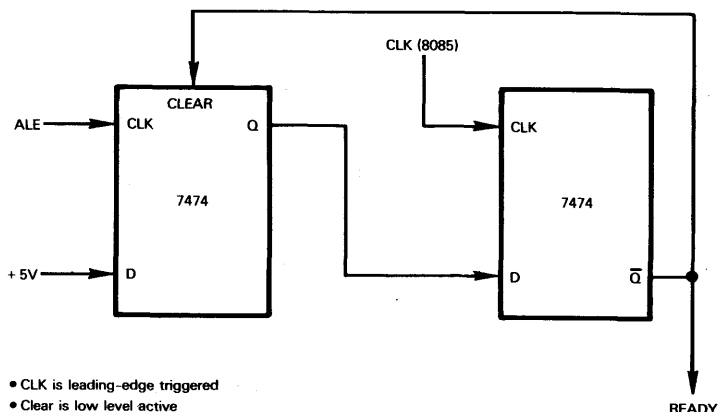 CLK (8085)
CLEAR
ALE
CLK
Q
CLK
7474
7474
+ 5V
D
D
Q̅
• CLK is leading-edge triggered
• Clear is low level active
READY